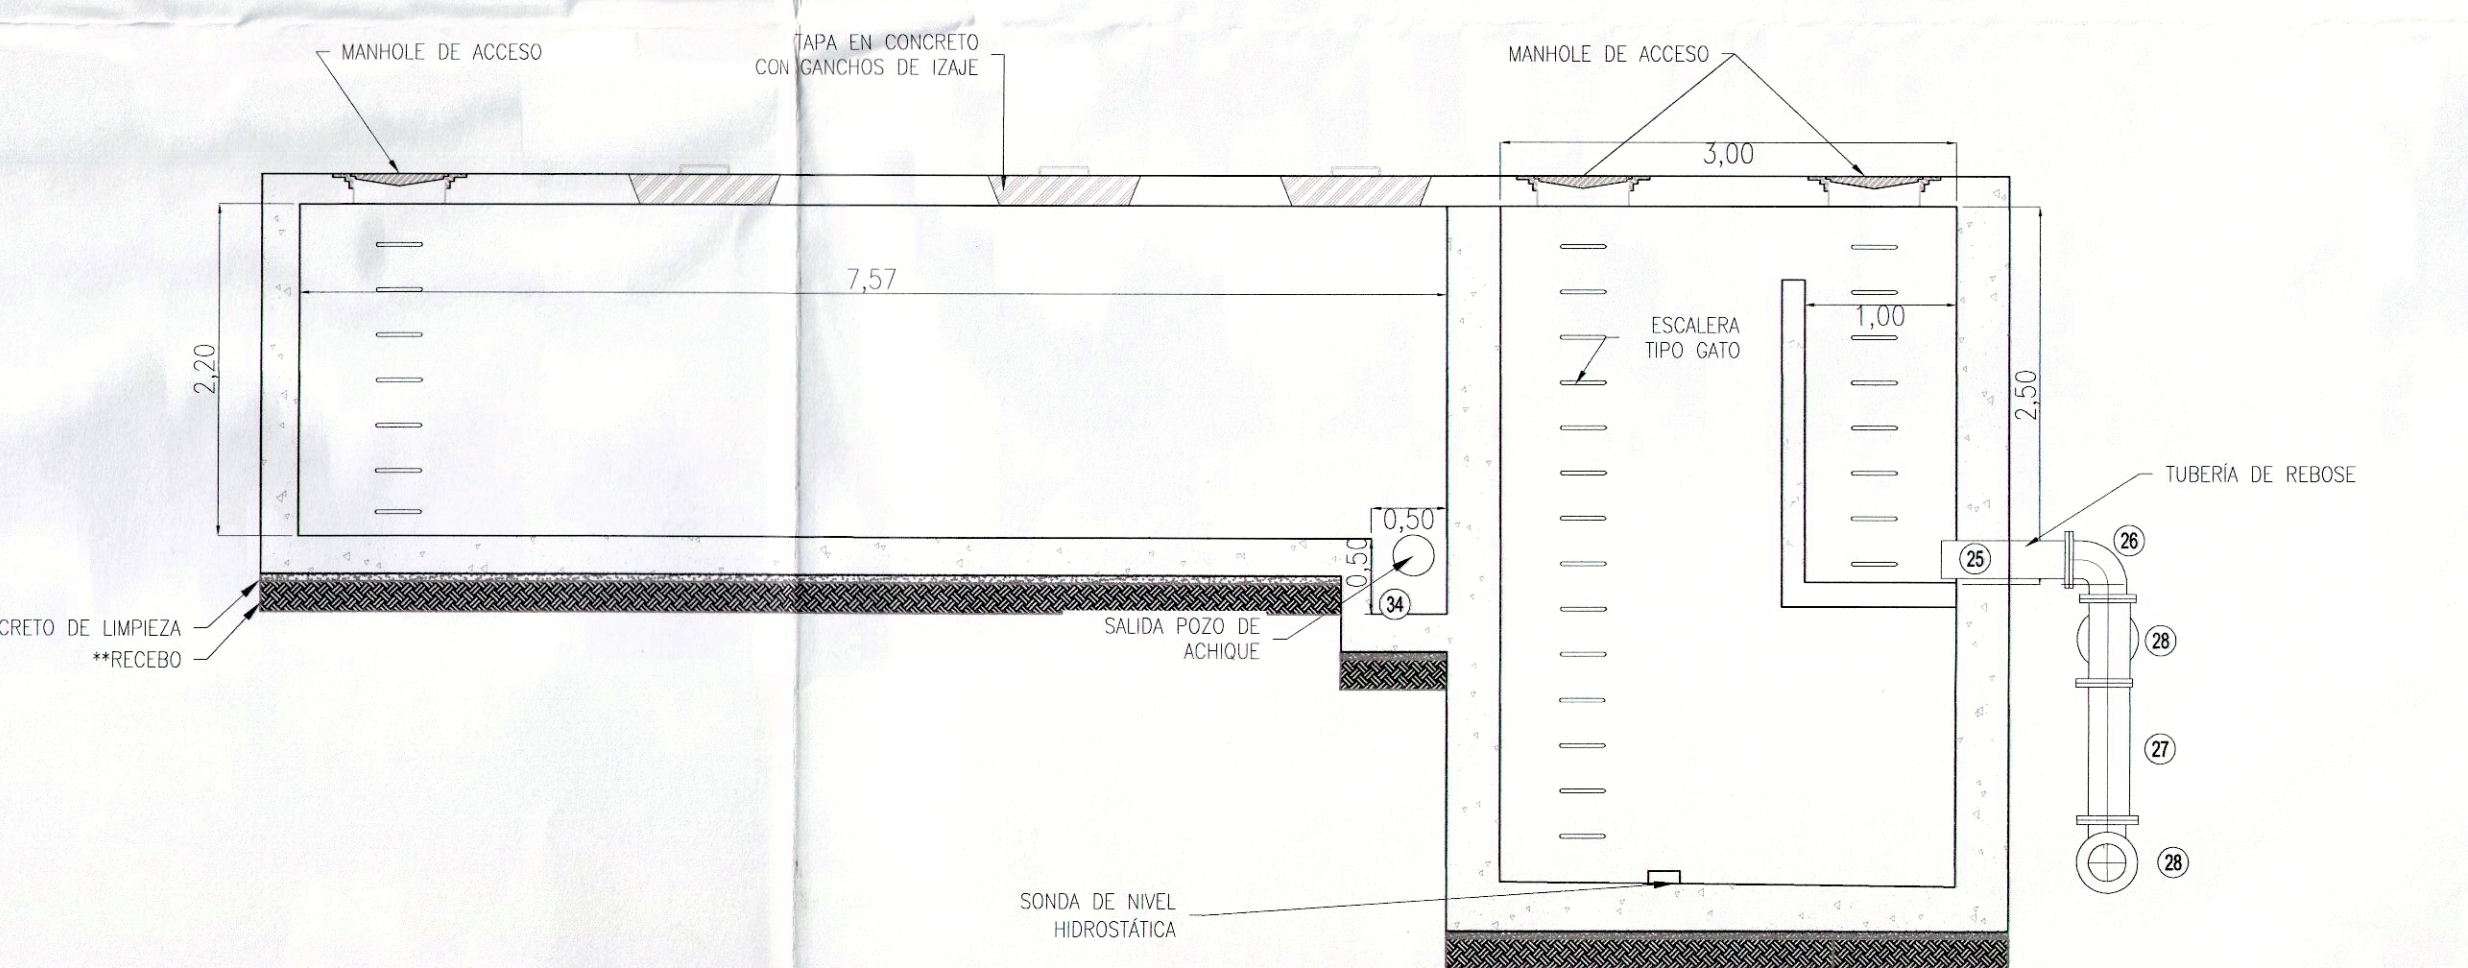 MANHOLE DE ACCESO
TAPA EN CONCRETO
CON GANCHOS DE IZAJE
MANHOLE DE ACCESO
3,00
7,57
2,20
1,00
ESCALERA
TIPO GATO
2,50
TUBERÍA DE REBOSE
0,50
0,50
25
26
34
28
CRETO DE LIMPIEZA
**RECEBO
SALIDA POZO DE
ACHIQUE
27
28
SONDA DE NIVEL
HIDROSTÁTICA